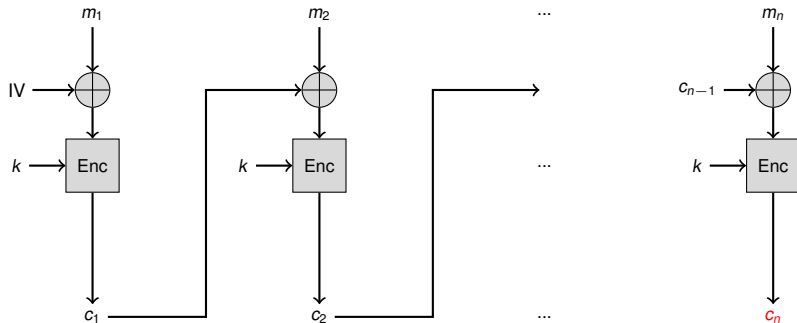 m₁ m₂ ... mₙ
IV cₙ₋₁
k Enc k Enc ... k Enc
c₁ c₂ ... cₙ